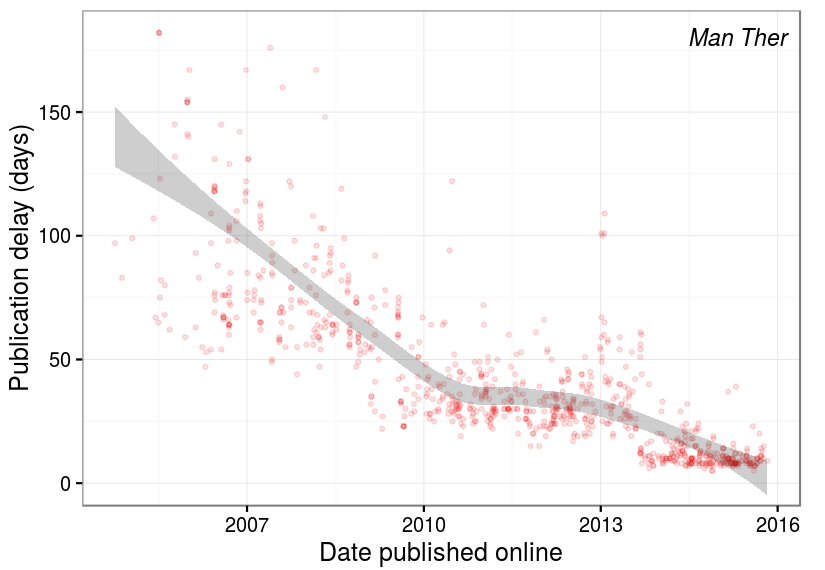 Man Ther
Publication delay (days)
150
100
50
0
2007 2010 2013 2016
Date published online